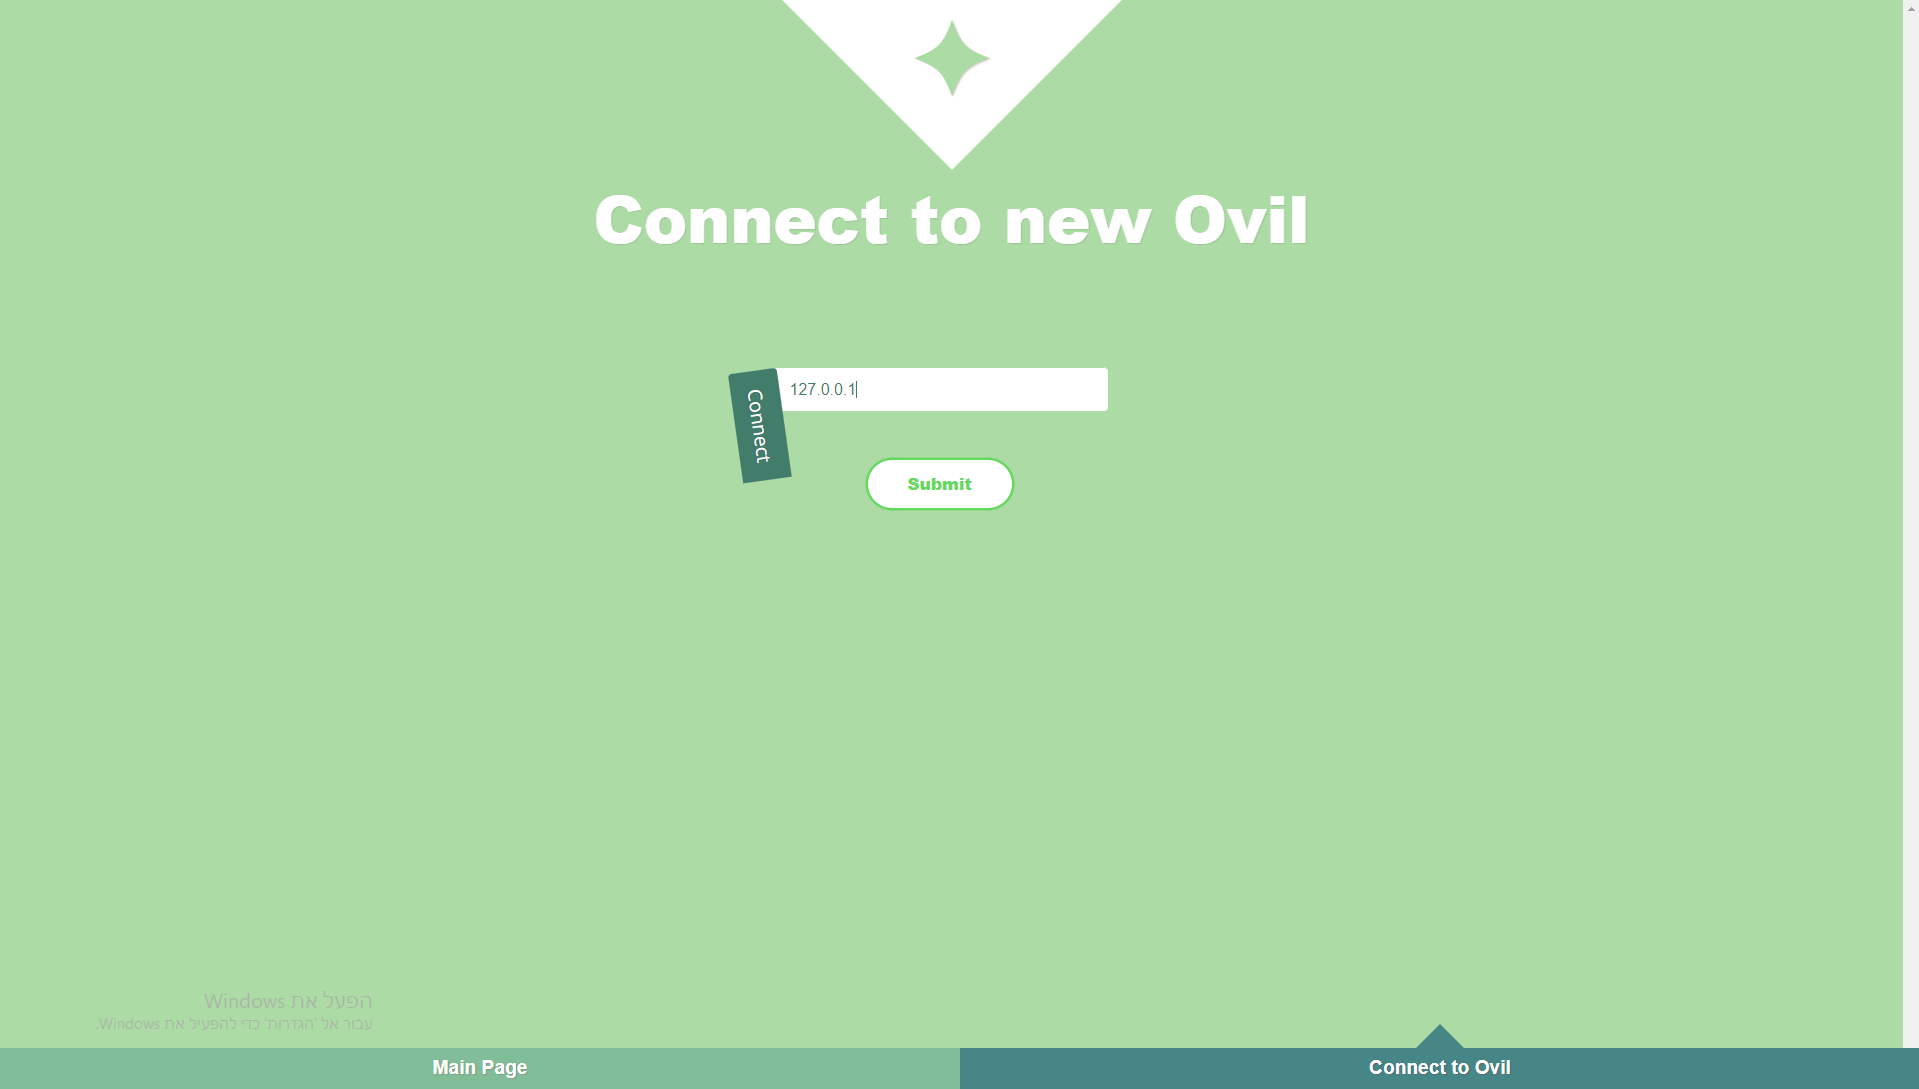 Connect to new Ovil
Connect
127.0.0.1
Submit
הפעל את Windows
עבור אל 'הגדרות' כדי להפעיל את Windows.
Main Page
Connect to Ovil